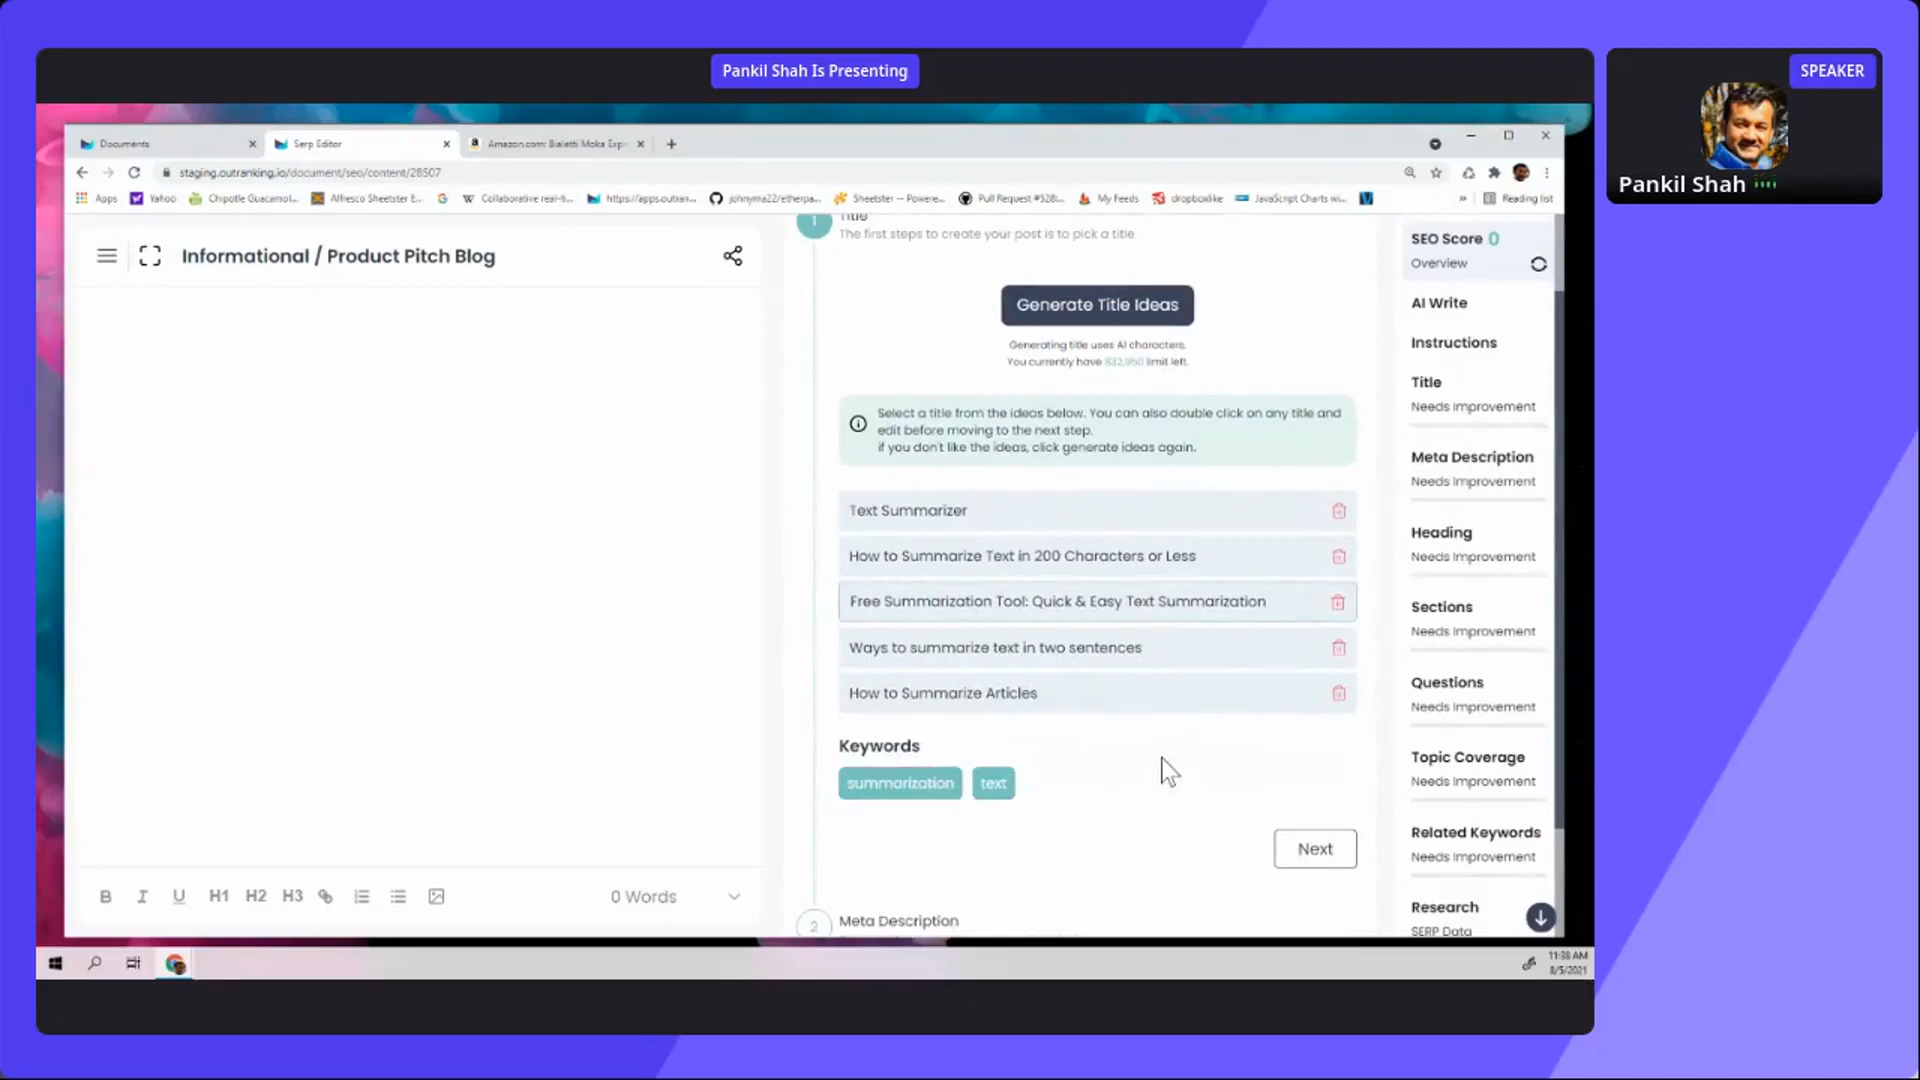 Pankil Shah Is Presenting
SPEAKER
Pankil Shah
Documents
Serp Editor
Amazon.com: Bialetti Moka Expr
staging.outranking.io/document/seo/content/28507
Apps
Yahoo
Chipotle Guacamol...
Alfresco Sheetster E...
Collaborative real-ti...
https://apps.outran...
johnyma22/etherpa...
Sheetster -- Powere...
Pull Request #528...
My Feeds
dropboxlike
JavaScript Charts wi...
»
Reading list
Informational / Product Pitch Blog
1
Title
The first steps to create your post is to pick a title
Generate Title Ideas
Generating title uses AI characters.
You currently have 832,950 limit left.
Select a title from the ideas below. You can also double click on any title and
edit before moving to the next step.
if you don't like the ideas, click generate ideas again.
Text Summarizer
How to Summarize Text in 200 Characters or Less
Free Summarization Tool: Quick & Easy Text Summarization
Ways to summarize text in two sentences
How to Summarize Articles
Keywords
summarization
text
Next
2
Meta Description
B I U H1 H2 H3
0 Words
SEO Score 0
Overview
AI Write
Instructions
Title
Needs Improvement
Meta Description
Needs Improvement
Heading
Needs Improvement
Sections
Needs Improvement
Questions
Needs Improvement
Topic Coverage
Needs Improvement
Related Keywords
Needs Improvement
Research
SERP Data
11:38 AM
8/5/2021